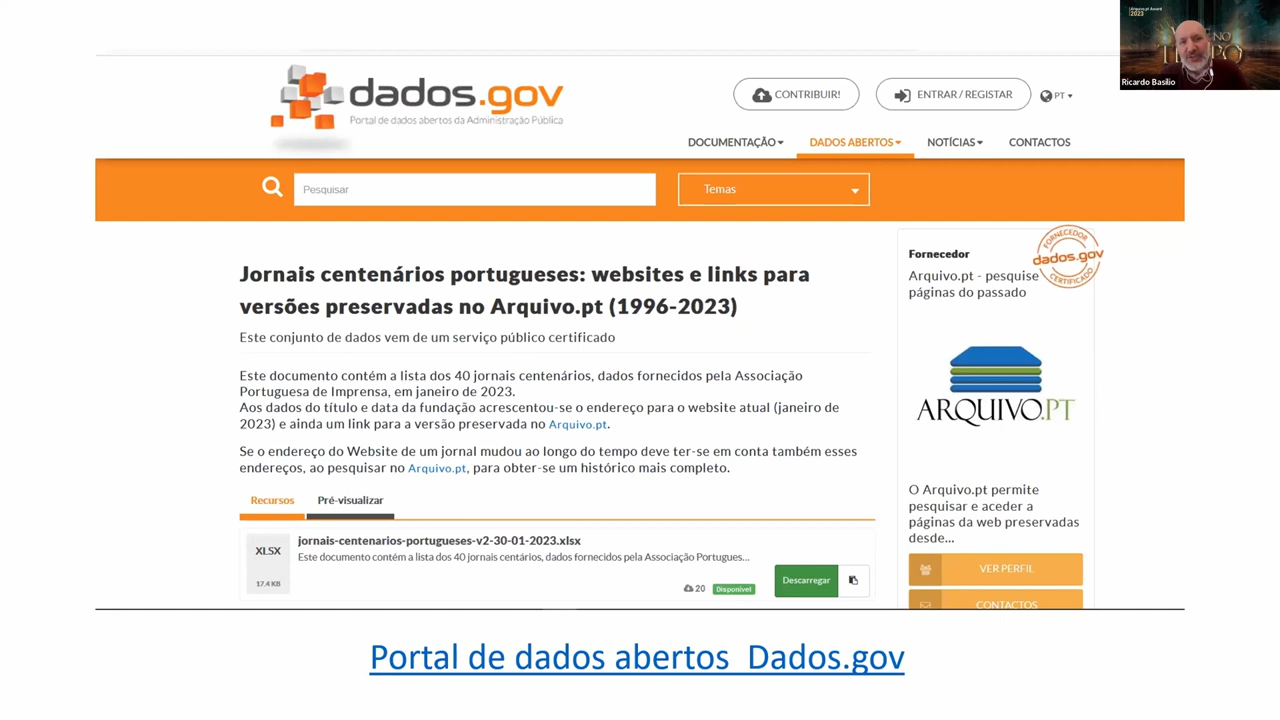 dados.gov
Portal de dados abertos da Administração Pública
CONTRIBUIR!
ENTRAR / REGISTAR
PT
DOCUMENTAÇÃO
DADOS ABERTOS
NOTÍCIAS
CONTACTOS
Pesquisar
Temas
Jornais centenários portugueses: websites e links para
versões preservadas no Arquivo.pt (1996-2023)
Este conjunto de dados vem de um serviço público certificado
Este documento contém a lista dos 40 jornais centenários, dados fornecidos pela Associação
Portuguesa de Imprensa, em janeiro de 2023.
Aos dados do título e data da fundação acrescentou-se o endereço para o website atual (janeiro de
2023) e ainda um link para a versão preservada no Arquivo.pt.
Se o endereço do Website de um jornal mudou ao longo do tempo deve ter-se em conta também esses
endereços, ao pesquisar no Arquivo.pt, para obter-se um histórico mais completo.
Recursos
Pré-visualizar
XLSX
17.4 KB
jornais-centenarios-portugueses-v2-30-01-2023.xlsx
Este documento contém a lista dos 40 jornais centários, dados fornecidos pela Associação Portugues...
20
Disponível
Descarregar
Fornecedor
FORNECEDOR
dados.gov
CERTIFICADO
Arquivo.pt - pesquise
páginas do passado
ARQUIVO.PT
O Arquivo.pt permite
pesquisar e aceder a
páginas da web preservadas
desde...
VER PERFIL
CONTACTOS
Portal de dados abertos Dados.gov
Arquivo.pt Award
2023
NO
Ricardo Basílio